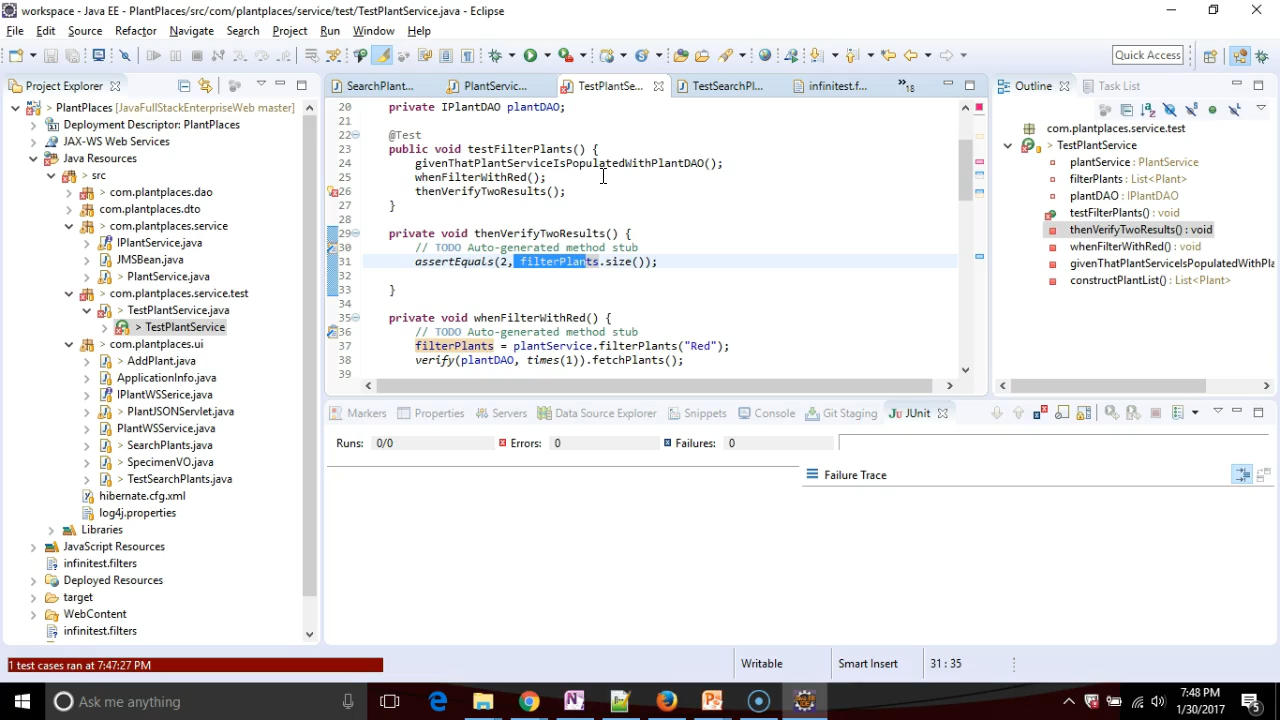 workspace - Java EE - PlantPlaces/src/com/plantplaces/service/test/TestPlantService.java - Eclipse
File Edit Source Refactor Navigate Search Project Run Window Help
Quick Access
Project Explorer
PlantPlaces [JavaFullStackEnterpriseWeb master]
Deployment Descriptor: PlantPlaces
JAX-WS Web Services
Java Resources
> src
> com.plantplaces.dao
com.plantplaces.dto
> com.plantplaces.service
> IPlantService.java
> JMSBean.java
> PlantService.java
> com.plantplaces.service.test
> TestPlantService.java
> TestPlantService
> com.plantplaces.ui
> AddPlant.java
> ApplicationInfo.java
> IPlantWSSerice.java
> PlantJSONServlet.java
PlantWSService.java
> SearchPlants.java
> SpecimenVO.java
> TestSearchPlants.java
hibernate.cfg.xml
log4j.properties
Libraries
JavaScript Resources
infinitest.filters
Deployed Resources
target
WebContent
infinitest.filters
SearchPlant... PlantServic... TestPlantSe... TestSearchPl... infinitest.f... »18
20 private IPlantDAO plantDAO;
21
22 @Test
23 public void testFilterPlants() {
24 givenThatPlantServiceIsPopulatedWithPlantDAO();
25 whenFilterWithRed();
26 thenVerifyTwoResults();
27 }
28
29 private void thenVerifyTwoResults() {
30 // TODO Auto-generated method stub
31 assertEquals(2, filterPlants.size());
32
33 }
34
35 private void whenFilterWithRed() {
36 // TODO Auto-generated method stub
37 filterPlants = plantService.filterPlants("Red");
38 verify(plantDAO, times(1)).fetchPlants();
39
Outline Task List
com.plantplaces.service.test
> TestPlantService
plantService : PlantService
filterPlants : List<Plant>
plantDAO : IPlantDAO
testFilterPlants() : void
thenVerifyTwoResults() : void
whenFilterWithRed() : void
givenThatPlantServiceIsPopulatedWithPla
constructPlantList() : List<Plant>
Markers Properties Servers Data Source Explorer Snippets Console Git Staging JUnit
Runs: 0/0 Errors: 0 Failures: 0
Failure Trace
1 test cases ran at 7:47:27 PM
Writable Smart Insert 31 : 35
Ask me anything
7:48 PM
1/30/2017
5